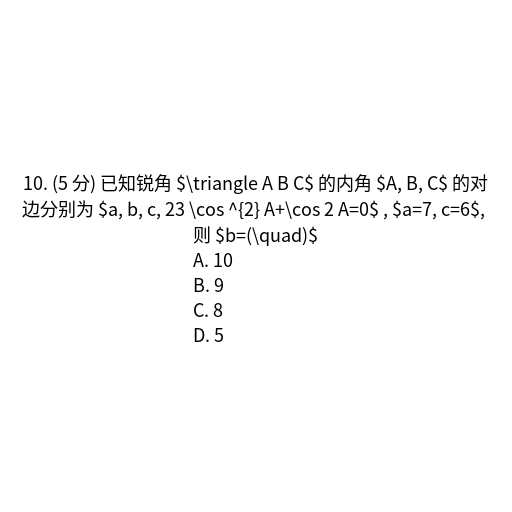 10. (5 分) 已知锐角 $\triangle A B C$ 的内角 $A, B, C$ 的对
边分别为 $a, b, c, 23 \cos ^{2} A+\cos 2 A=0$ , $a=7, c=6$,
则 $b=(\quad)$
A. 10
B. 9
C. 8
D. 5